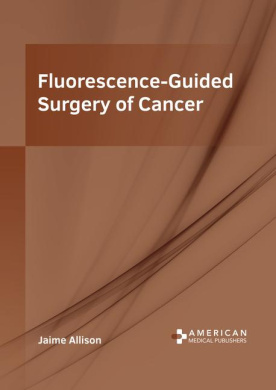 Fluorescence-Guided
Surgery of Cancer
Jaime Allison
AMERICAN
MEDICAL PUBLISHERS